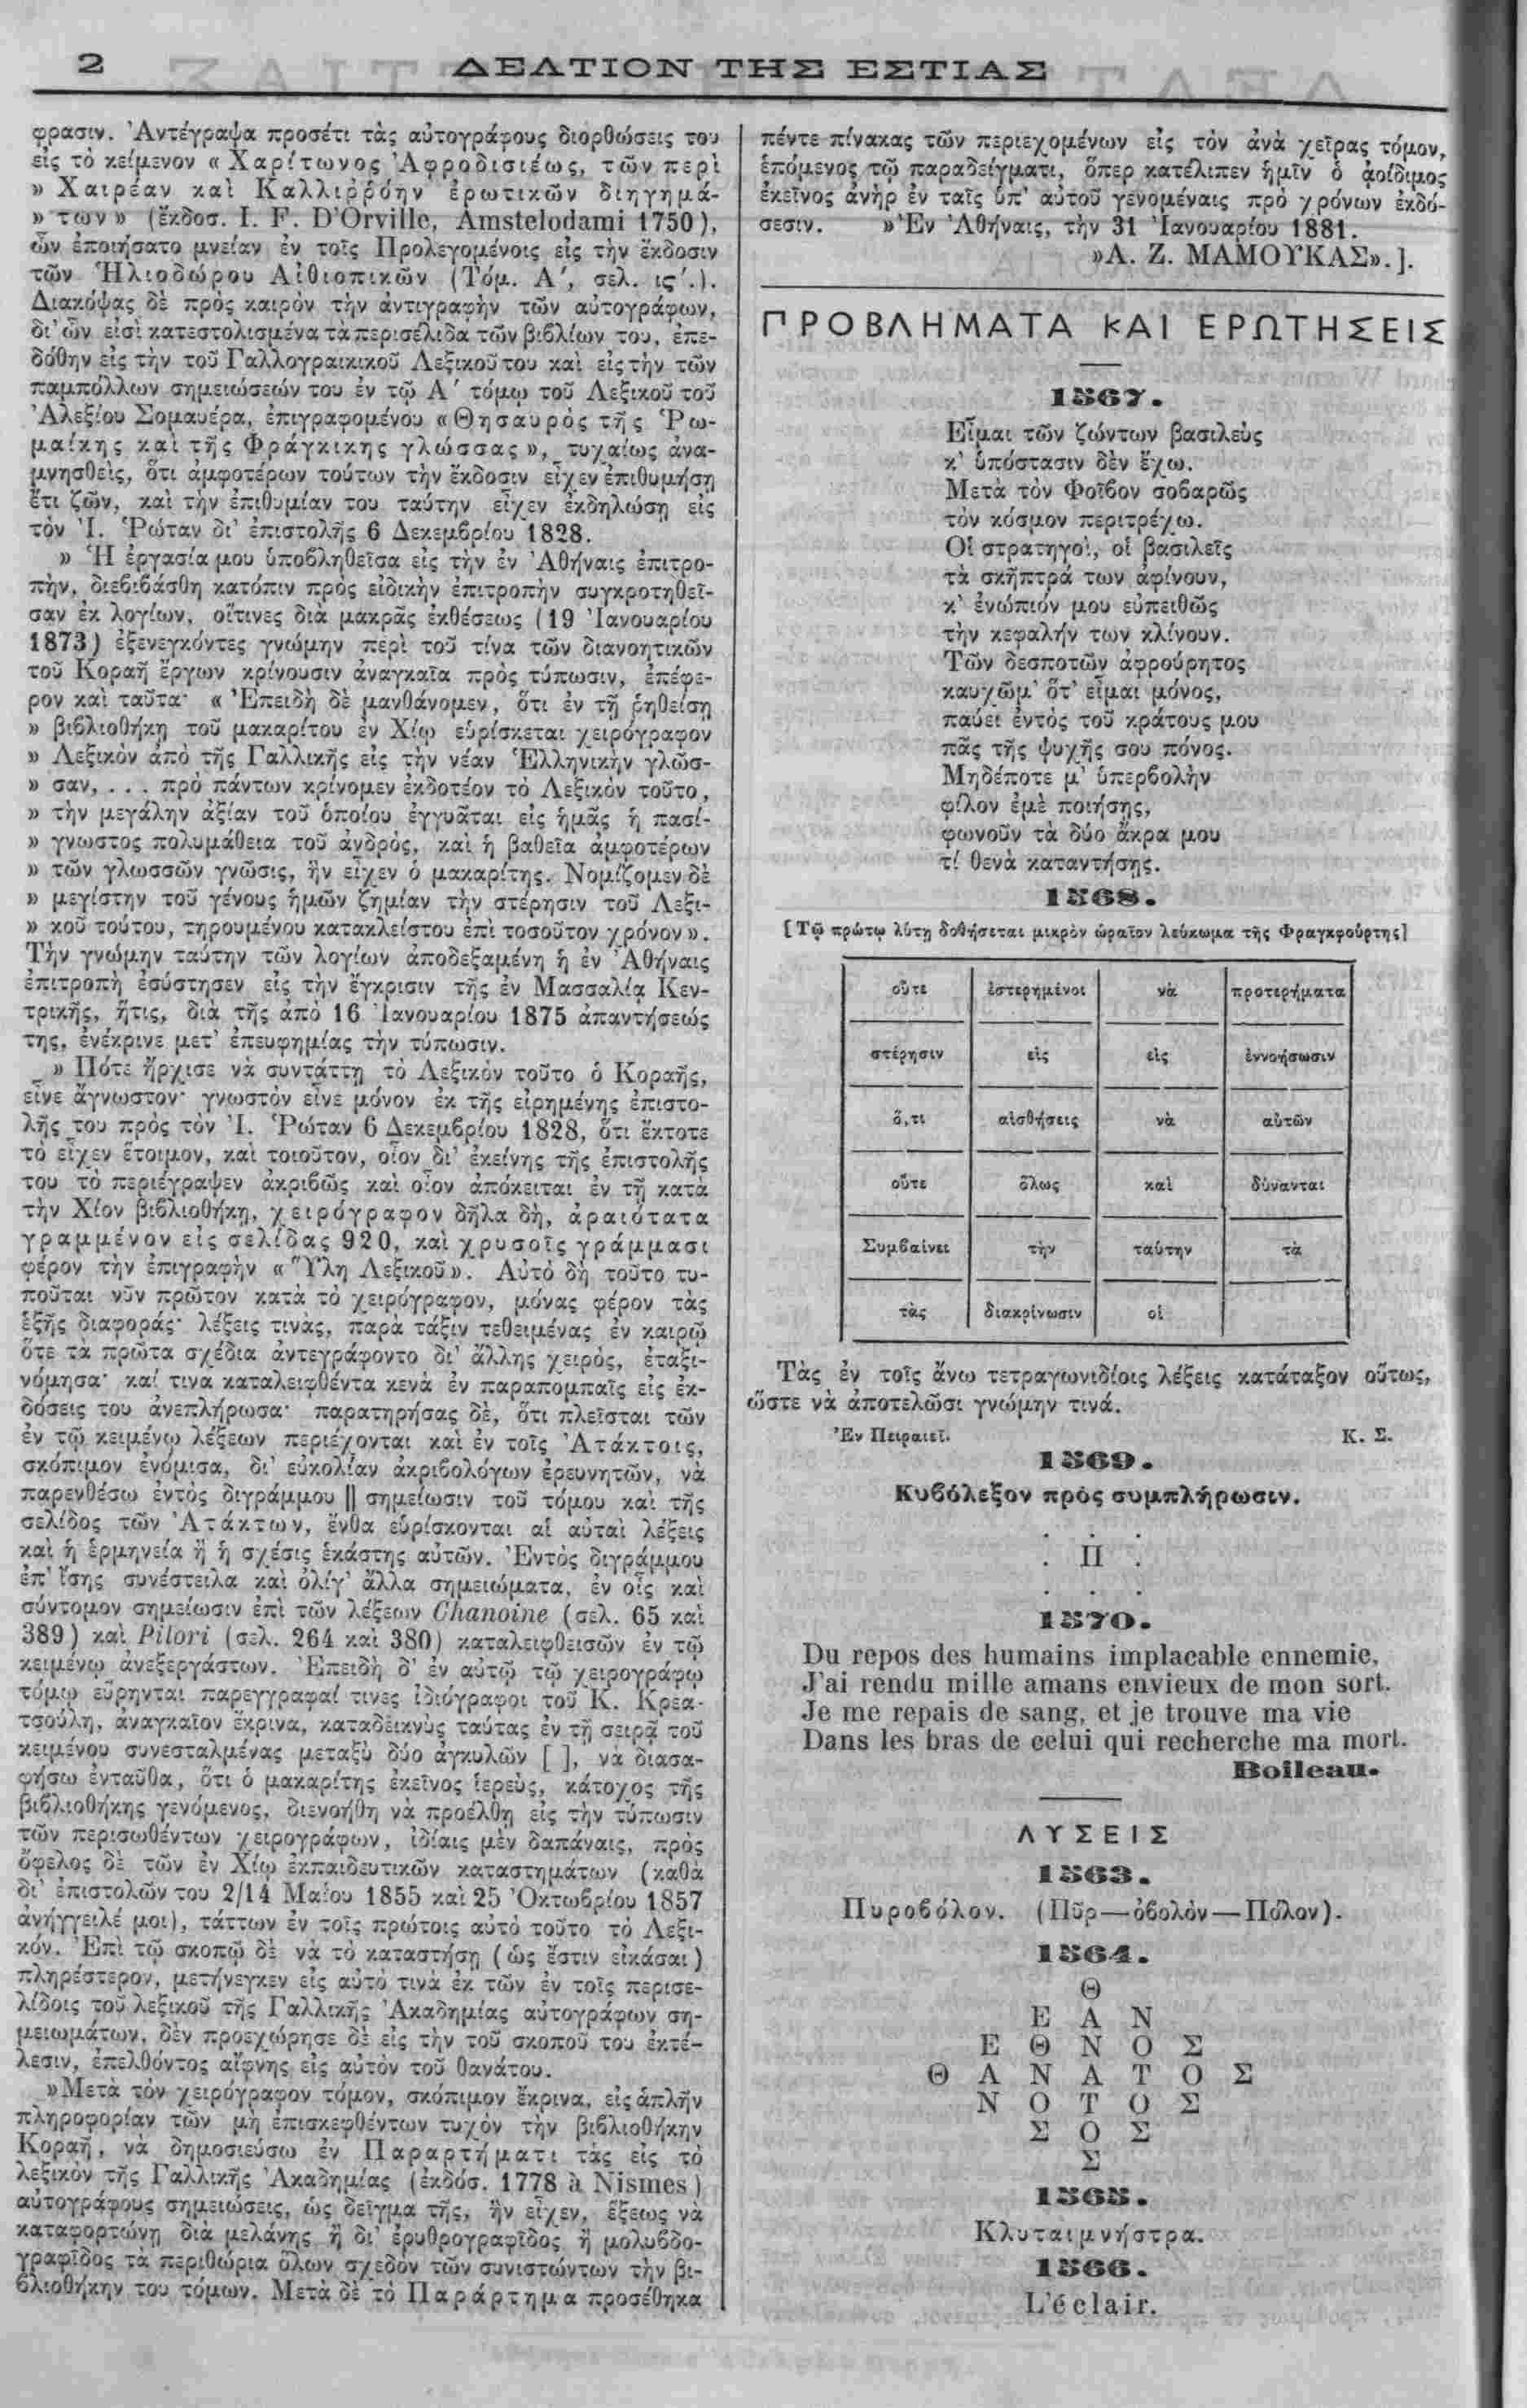 2 ΔΕΛΤΙΟΝ ΤΗΣ ΕΣΤΙΑΣ
φρασιν. Ἀντέγραψα προσέτι τὰς αὐτογράφους διορθώσεις του
εἰς τὸ κείμενον « Χαρίτωνος Ἀφροδισιέως, τῶν περὶ
» Χαιρέαν καὶ Καλλιῤῥόην ἐρωτικῶν διηγημά-
» των » (ἔκδοσ. I. F. D'Orville, Amstelodami 1750),
ὧν ἐποιήσατο μνείαν ἐν τοῖς Προλεγομένοις εἰς τὴν ἔκδοσιν
τῶν Ἡλιοδώρου Αἰθιοπικῶν (Τόμ. Α΄, σελ. ις΄.).
Διακόψας δὲ πρὸς καιρὸν τὴν ἀντιγραφὴν τῶν αὐτογράφων,
δι' ὧν εἰσὶ κατεστολισμένα τὰ περισέλιδα τῶν βιβλίων του, ἐπε-
δόθην εἰς τὴν τοῦ Γαλλογραικικοῦ Λεξικοῦ του καὶ εἰς τὴν τῶν
παμπόλλων σημειώσεών του ἐν τῷ Α΄ τόμῳ τοῦ Λεξικοῦ τοῦ
Ἀλεξίου Σομαυέρα, ἐπιγραφομένου «Θησαυρὸς τῆς Ῥω-
μαίκης καὶ τῆς Φράγκικης γλώσσας», τυχαίως ἀνα-
μνησθεὶς, ὅτι ἀμφοτέρων τούτων τὴν ἔκδοσιν εἶχεν ἐπιθυμήσῃ
ἔτι ζῶν, καὶ τὴν ἐπιθυμίαν του ταύτην εἶχεν ἐκδηλώσῃ εἰς
τὸν Ἰ. Ῥώταν δι' ἐπιστολῆς 6 Δεκεμβρίου 1828.
» Ἡ ἐργασία μου ὑποβληθεῖσα εἰς τὴν ἐν Ἀθήναις ἐπιτρο-
πὴν, διεβιβάσθη κατόπιν πρὸς εἰδικὴν ἐπιτροπὴν συγκροτηθεῖ-
σαν ἐκ λογίων, οἵτινες διὰ μακρᾶς ἐκθέσεως (19 Ἰανουαρίου
1873) ἐξενεγκόντες γνώμην περὶ τοῦ τίνα τῶν διανοητικῶν
τοῦ Κοραῆ ἔργων κρίνουσιν ἀναγκαῖα πρὸς τύπωσιν, ἐπέφε-
ρον καὶ ταῦτα· « Ἐπειδὴ δὲ μανθάνομεν, ὅτι ἐν τῇ ῥηθείσῃ
» βιβλιοθήκῃ τοῦ μακαρίτου ἐν Χίῳ εὑρίσκεται χειρόγραφον
» Λεξικὸν ἀπὸ τῆς Γαλλικῆς εἰς τὴν νέαν Ἑλληνικὴν γλῶσ-
» σαν, . . . πρὸ πάντων κρίνομεν ἐκδοτέον τὸ Λεξικὸν τοῦτο,
» τὴν μεγάλην ἀξίαν τοῦ ὁποίου ἐγγυᾶται εἰς ἡμᾶς ἡ πασί-
» γνωστος πολυμάθεια τοῦ ἀνδρὸς, καὶ ἡ βαθεῖα ἀμφοτέρων
» τῶν γλωσσῶν γνῶσις, ἣν εἶχεν ὁ μακαρίτης. Νομίζομεν δὲ
» μεγίστην τοῦ γένους ἡμῶν ζημίαν τὴν στέρησιν τοῦ Λεξι-
» κοῦ τούτου, τηρουμένου κατακλείστου ἐπὶ τοσοῦτον χρόνον ».
Τὴν γνώμην ταύτην τῶν λογίων ἀποδεξαμένη ἡ ἐν Ἀθήναις
ἐπιτροπὴ ἐσύστησεν εἰς τὴν ἔγκρισιν τῆς ἐν Μασσαλίᾳ Κεν-
τρικῆς, ἥτις, διὰ τῆς ἀπὸ 16 Ἰανουαρίου 1875 ἀπαντήσεώς
της, ἐνέκρινε μετ' ἐπευφημίας τὴν τύπωσιν.
» Πότε ἤρχισε νὰ συντάττῃ τὸ Λεξικὸν τοῦτο ὁ Κοραῆς,
εἶνε ἄγνωστον· γνωστὸν εἶνε μόνον ἐκ τῆς εἰρημένης ἐπιστο-
λῆς του πρὸς τὸν Ἰ. Ῥώταν 6 Δεκεμβρίου 1828, ὅτι ἔκτοτε
τὸ εἶχεν ἕτοιμον, καὶ τοιοῦτον, οἷον δι' ἐκείνης τῆς ἐπιστολῆς
του τὸ περιέγραψεν ἀκριβῶς καὶ οἷον ἀπόκειται ἐν τῇ κατὰ
τὴν Χίον βιβλιοθήκῃ, χειρόγραφον δῆλα δὴ, ἀραιότατα
γραμμένον εἰς σελίδας 920, καὶ χρυσοῖς γράμμασι
φέρον τὴν ἐπιγραφὴν « Ὕλη Λεξικοῦ ». Αὐτὸ δὴ τοῦτο τυ-
ποῦται νῦν πρῶτον κατὰ τὸ χειρόγραφον, μόνας φέρον τὰς
ἑξῆς διαφοράς· λέξεις τινὰς, παρὰ τάξιν τεθειμένας ἐν καιρῷ
ὅτε τὰ πρῶτα σχέδια ἀντεγράφοντο δι' ἄλλης χειρὸς, ἐταξι-
νόμησα· καί τινα καταλειφθέντα κενὰ ἐν παραπομπαῖς εἰς ἐκ-
δόσεις του ἀνεπλήρωσα· παρατηρήσας δὲ, ὅτι πλεῖσται τῶν
ἐν τῷ κειμένῳ λέξεων περιέχονται καὶ ἐν τοῖς Ἀτάκτοις,
σκόπιμον ἐνόμισα, δι' εὐκολίαν ἀκριβολόγων ἐρευνητῶν, νὰ
παρενθέσω ἐντὸς διγράμμου || σημείωσιν τοῦ τόμου καὶ τῆς
σελίδος τῶν Ἀτάκτων, ἔνθα εὑρίσκονται αἱ αὐταὶ λέξεις
καὶ ἡ ἑρμηνεία ἢ ἡ σχέσις ἑκάστης αὐτῶν. Ἐντὸς διγράμμου
ἐπ' ἴσης συνέστειλα καὶ ὀλίγ' ἄλλα σημειώματα, ἐν οἷς καὶ
σύντομον σημείωσιν ἐπὶ τῶν λέξεων Chanoine (σελ. 65 καὶ
389) καὶ Pilori (σελ. 264 καὶ 380) καταλειφθεισῶν ἐν τῷ
κειμένῳ ἀνεξεργάστων. Ἐπειδὴ δ' ἐν αὐτῷ τῷ χειρογράφῳ
τόμῳ εὕρηνται παρεγγραφαί τινες ἰδιόγραφοι τοῦ Κ. Κρεα-
τσούλη, ἀναγκαῖον ἔκρινα, καταδεικνὺς ταύτας ἐν τῇ σειρᾷ τοῦ
κειμένου συνεσταλμένας μεταξὺ δύο ἀγκυλῶν [ ], νὰ διασα-
φήσω ἐνταῦθα, ὅτι ὁ μακαρίτης ἐκεῖνος ἱερεὺς, κάτοχος τῆς
βιβλιοθήκης γενόμενος, διενοήθη νὰ προέλθῃ εἰς τὴν τύπωσιν
τῶν περισωθέντων χειρογράφων, ἰδίαις μὲν δαπάναις, πρὸς
ὄφελος δὲ τῶν ἐν Χίῳ ἐκπαιδευτικῶν καταστημάτων (καθὰ
δι' ἐπιστολῶν του 2/14 Μαΐου 1855 καὶ 25 Ὀκτωβρίου 1857
ἀνήγγειλέ μοι), τάττων ἐν τοῖς πρώτοις αὐτὸ τοῦτο τὸ Λεξι-
κόν. Ἐπὶ τῷ σκοπῷ δὲ νὰ τὸ καταστήσῃ (ὡς ἔστιν εἰκάσαι)
πληρέστερον, μετήνεγκεν εἰς αὐτὸ τινὰ ἐκ τῶν ἐν τοῖς περισε-
λίδοις τοῦ λεξικοῦ τῆς Γαλλικῆς Ἀκαδημίας αὐτογράφων ση-
μειωμάτων, δὲν προεχώρησε δὲ εἰς τὴν τοῦ σκοποῦ του ἐκτέ-
λεσιν, ἐπελθόντος αἴφνης εἰς αὐτὸν τοῦ θανάτου.
»Μετὰ τὸν χειρόγραφον τόμον, σκόπιμον ἔκρινα, εἰς ἁπλῆν
πληροφορίαν τῶν μὴ ἐπισκεφθέντων τυχὸν τὴν βιβλιοθήκην
Κοραῆ, νὰ δημοσιεύσω ἐν Παραρτήματι τὰς εἰς τὸ
λεξικὸν τῆς Γαλλικῆς Ἀκαδημίας (ἐκδόσ. 1778 à Nismes)
αὐτογράφους σημειώσεις, ὡς δεῖγμα τῆς, ἣν εἶχεν, ἕξεως νὰ
καταφορτώνῃ διὰ μελάνης ἢ δι' ἐρυθρογραφῖδος ἢ μολυβδο-
γραφῖδος τὰ περιθώρια ὅλων σχεδὸν τῶν συνιστώντων τὴν βι-
βλιοθήκην του τόμων. Μετὰ δὲ τὸ Παράρτημα προσέθηκα
πέντε πίνακας τῶν περιεχομένων εἰς τὸν ἀνὰ χεῖρας τόμον,
ἑπόμενος τῷ παραδείγματι, ὅπερ κατέλιπεν ἡμῖν ὁ ἀοίδιμος
ἐκεῖνος ἀνὴρ ἐν ταῖς ὑπ' αὐτοῦ γενομέναις πρὸ χρόνων ἐκδό-
σεσιν. »Ἐν Ἀθήναις, τὴν 31 Ἰανουαρίου 1881.
»Α. Ζ. ΜΑΜΟΥΚΑΣ».].
ΠΡΟΒΛΗΜΑΤΑ ΚΑΙ ΕΡΩΤΗΣΕΙΣ
1567.
Εἶμαι τῶν ζώντων βασιλεὺς
κ' ὑπόστασιν δὲν ἔχω.
Μετὰ τὸν Φοῖβον σοβαρῶς
τὸν κόσμον περιτρέχω.
Οἱ στρατηγοὶ, οἱ βασιλεῖς
τὰ σκῆπτρά των ἀφίνουν,
κ' ἐνώπιόν μου εὐπειθῶς
τὴν κεφαλήν των κλίνουν.
Τῶν δεσποτῶν ἀφρούρητος
καυχῶμ' ὅτ' εἶμαι μόνος,
παύει ἐντὸς τοῦ κράτους μου
πᾶς τῆς ψυχῆς σου πόνος.
Μηδέποτε μ' ὑπερβολὴν
φίλον ἐμὲ ποιήσῃς,
φωνοῦν τὰ δύο ἄκρα μου
τί θενὰ καταντήσῃς.
1568.
[Τῷ πρώτῳ λύτῃ δοθήσεται μικρὸν ὡραῖον λεύκωμα τῆς Φραγκφούρτης]
οὔτε ἐστερημένοι νὰ προτερήματα
στέρησιν εἰς εἰς ἐννοήσωσιν
ὅ,τι αἰσθήσεις νὰ αὐτῶν
οὔτε ὅλως καὶ δύνανται
Συμβαίνει τὴν ταύτην τὰ
τὰς διακρίνωσιν οἱ
Τὰς ἐν τοῖς ἄνω τετραγωνιδίοις λέξεις κατάταξον οὕτως,
ὥστε νὰ ἀποτελῶσι γνώμην τινά.
Ἐν Πειραιεῖ. Κ. Σ.
1569.
Κυβόλεξον πρὸς συμπλήρωσιν.
. . .
. Π .
. . .
1570.
Du repos des humains implacable ennemie,
J'ai rendu mille amans envieux de mon sort.
Je me repais de sang, et je trouve ma vie
Dans les bras de celui qui recherche ma mort.
Boileau.
ΛΥΣΕΙΣ
1563.
Πυροβόλον. (Πῦρ—ὀβολὸν—Πόλον).
1564.
Θ
Ε Α Ν
Ε Θ Ν Ο Σ
Θ Α Ν Α Τ Ο Σ
Ν Ο Τ Ο Σ
Σ Ο Σ
Σ
1565.
Κλυταιμνήστρα.
1566.
L'éclair.